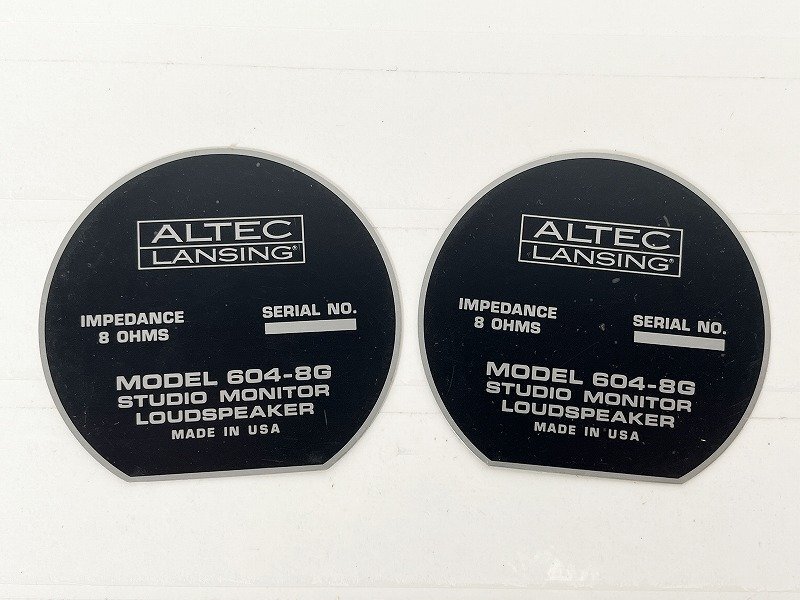 ALTEC
LANSING®
IMPEDANCE
8 OHMS
SERIAL NO.
MODEL 604-8G
STUDIO MONITOR
LOUDSPEAKER
MADE IN USA
ALTEC
LANSING®
IMPEDANCE
8 OHMS
SERIAL NO.
MODEL 604-8G
STUDIO MONITOR
LOUDSPEAKER
MADE IN USA